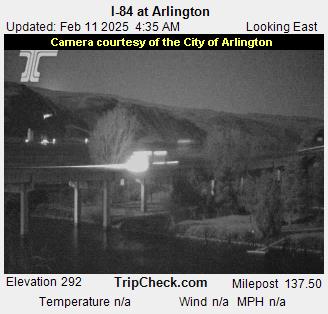 I-84 at Arlington
Updated: Feb 11 2025 4:35 AM Looking East
Camera courtesy of the City of Arlington
Elevation 292 TripCheck.com Milepost 137.50
Temperature n/a Wind n/a MPH n/a